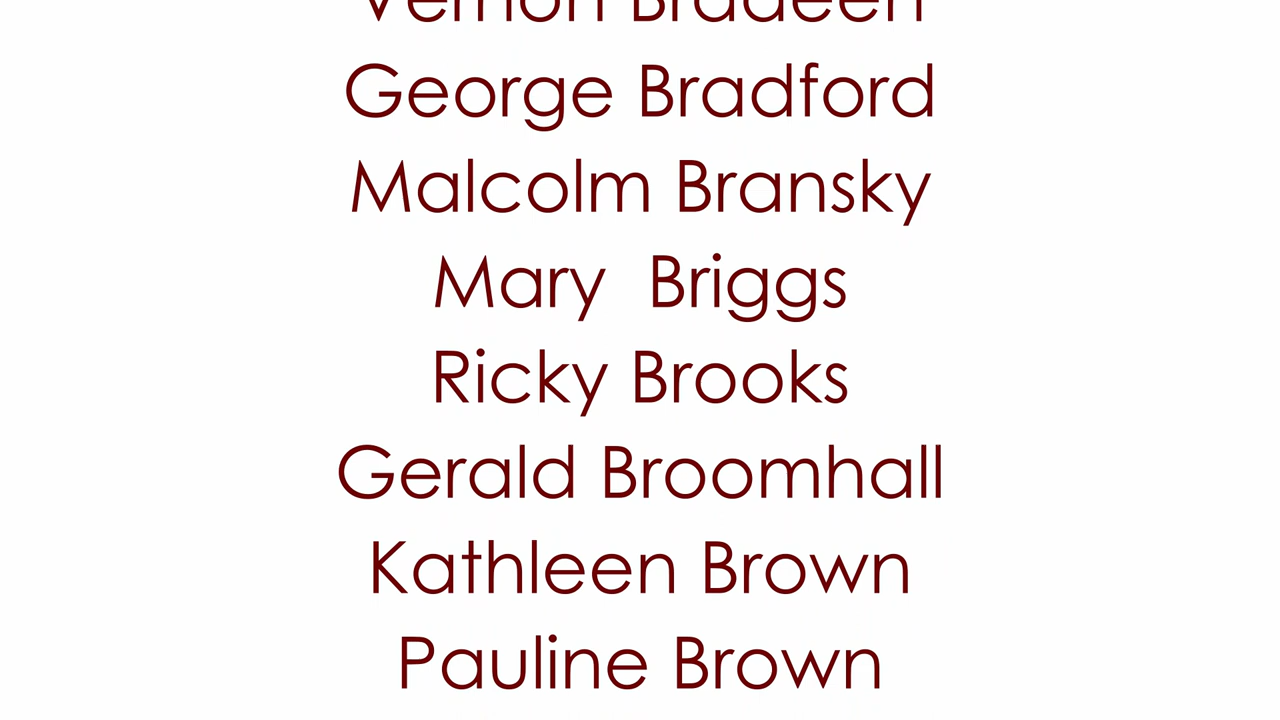 Vernon Bradeen
George Bradford
Malcolm Bransky
Mary  Briggs
Ricky Brooks
Gerald Broomhall
Kathleen Brown
Pauline Brown